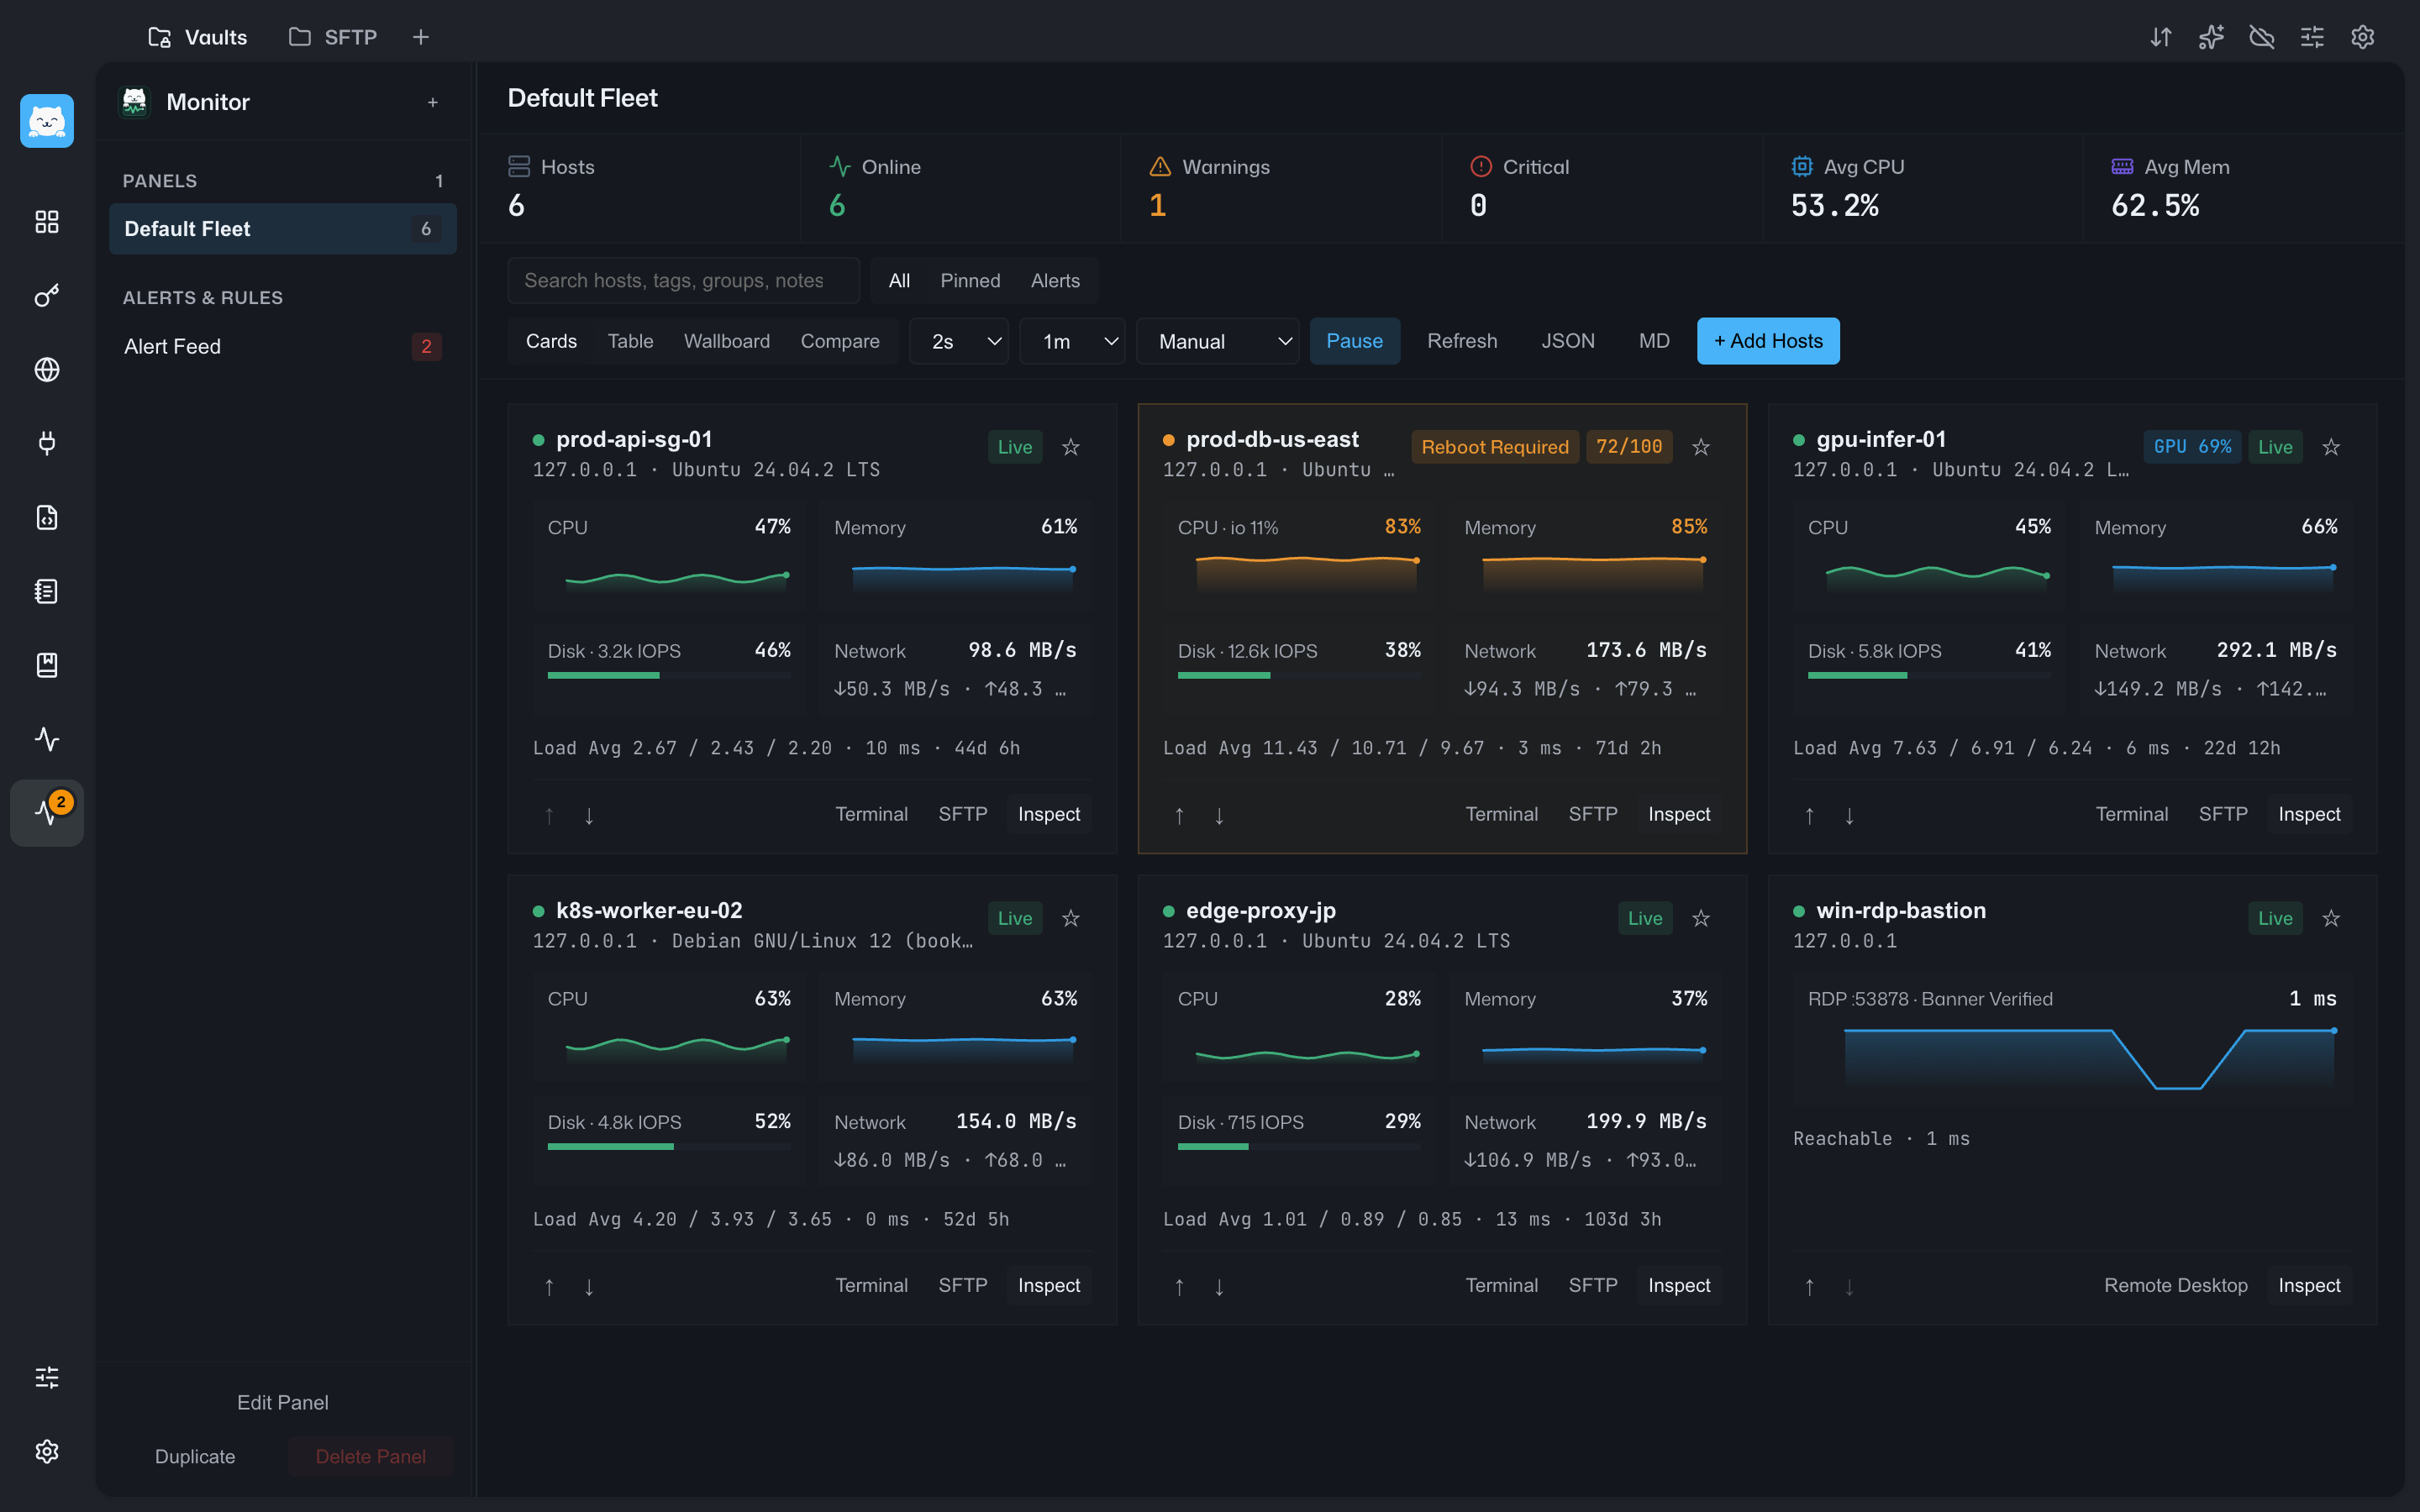 Vaults SFTP +
Monitor +
PANELS 1
Default Fleet 6
ALERTS & RULES
Alert Feed 2
2
Edit Panel
Duplicate Delete Panel
Default Fleet
Hosts 6
Online 6
Warnings 1
Critical 0
Avg CPU 53.2%
Avg Mem 62.5%
Search hosts, tags, groups, notes All Pinned Alerts
Cards Table Wallboard Compare 2s 1m Manual Pause Refresh JSON MD + Add Hosts
prod-api-sg-01 Live ☆
127.0.0.1 · Ubuntu 24.04.2 LTS
CPU 47% Memory 61%
Disk · 3.2k IOPS 46% Network 98.6 MB/s
↓50.3 MB/s · ↑48.3 …
Load Avg 2.67 / 2.43 / 2.20 · 10 ms · 44d 6h
↑ ↓ Terminal SFTP Inspect
prod-db-us-east Reboot Required 72/100 ☆
127.0.0.1 · Ubuntu …
CPU · io 11% 83% Memory 85%
Disk · 12.6k IOPS 38% Network 173.6 MB/s
↓94.3 MB/s · ↑79.3 …
Load Avg 11.43 / 10.71 / 9.67 · 3 ms · 71d 2h
↑ ↓ Terminal SFTP Inspect
gpu-infer-01 GPU 69% Live ☆
127.0.0.1 · Ubuntu 24.04.2 L…
CPU 45% Memory 66%
Disk · 5.8k IOPS 41% Network 292.1 MB/s
↓149.2 MB/s · ↑142.…
Load Avg 7.63 / 6.91 / 6.24 · 6 ms · 22d 12h
↑ ↓ Terminal SFTP Inspect
k8s-worker-eu-02 Live ☆
127.0.0.1 · Debian GNU/Linux 12 (book…
CPU 63% Memory 63%
Disk · 4.8k IOPS 52% Network 154.0 MB/s
↓86.0 MB/s · ↑68.0 …
Load Avg 4.20 / 3.93 / 3.65 · 0 ms · 52d 5h
↑ ↓ Terminal SFTP Inspect
edge-proxy-jp Live ☆
127.0.0.1 · Ubuntu 24.04.2 LTS
CPU 28% Memory 37%
Disk · 715 IOPS 29% Network 199.9 MB/s
↓106.9 MB/s · ↑93.0…
Load Avg 1.01 / 0.89 / 0.85 · 13 ms · 103d 3h
↑ ↓ Terminal SFTP Inspect
win-rdp-bastion Live ☆
127.0.0.1
RDP :53878 · Banner Verified 1 ms
Reachable · 1 ms
↑ ↓ Remote Desktop Inspect